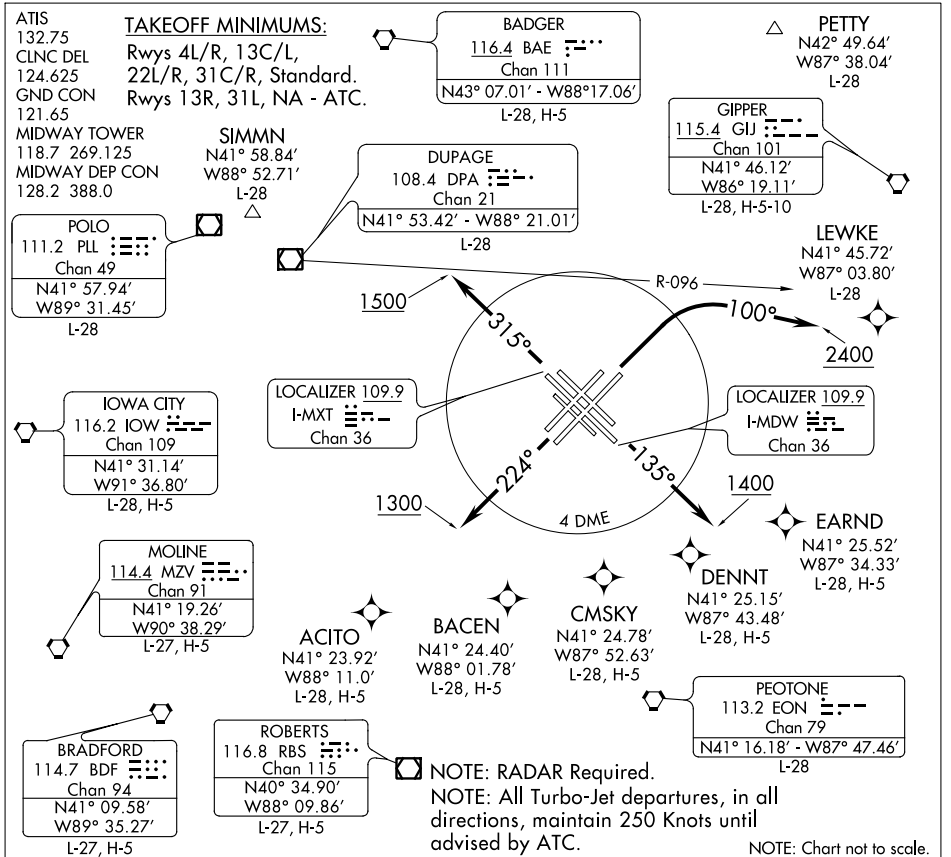 ATIS
132.75
CLNC DEL
124.625
GND CON
121.65
MIDWAY TOWER
118.7 269.125
MIDWAY DEP CON
128.2 388.0
TAKEOFF MINIMUMS:
Rwys 4L/R, 13C/L,
22L/R, 31C/R, Standard.
Rwys 13R, 31L, NA - ATC.
BADGER
116.4 BAE
Chan 111
N43° 07.01' - W88°17.06'
L-28, H-5
PETTY
N42° 49.64'
W87° 38.04'
L-28
GIPPER
115.4 GIJ
Chan 101
N41° 46.12'
W86° 19.11'
L-28, H-5-10
SIMMN
N41° 58.84'
W88° 52.71'
L-28
DUPAGE
108.4 DPA
Chan 21
N41° 53.42' - W88° 21.01'
L-28
POLO
111.2 PLL
Chan 49
N41° 57.94'
W89° 31.45'
L-28
LEWKE
N41° 45.72'
W87° 03.80'
L-28
R-096
1500
315°
100°
2400
LOCALIZER 109.9
I-MXT
Chan 36
LOCALIZER 109.9
I-MDW
Chan 36
IOWA CITY
116.2 IOW
Chan 109
N41° 31.14'
W91° 36.80'
L-28, H-5
224°
135°
1300
1400
4 DME
EARND
N41° 25.52'
W87° 34.33'
L-28, H-5
MOLINE
114.4 MZV
Chan 91
N41° 19.26'
W90° 38.29'
L-27, H-5
DENNT
N41° 25.15'
W87° 43.48'
L-28, H-5
CMSKY
N41° 24.78'
W87° 52.63'
L-28, H-5
BACEN
N41° 24.40'
W88° 01.78'
L-28, H-5
ACITO
N41° 23.92'
W88° 11.0'
L-28, H-5
PEOTONE
113.2 EON
Chan 79
N41° 16.18' - W87° 47.46'
L-28
BRADFORD
114.7 BDF
Chan 94
N41° 09.58'
W89° 35.27'
L-27, H-5
ROBERTS
116.8 RBS
Chan 115
N40° 34.90'
W88° 09.86'
L-27, H-5
NOTE: RADAR Required.
NOTE: All Turbo-Jet departures, in all
directions, maintain 250 Knots until
advised by ATC.
NOTE: Chart not to scale.